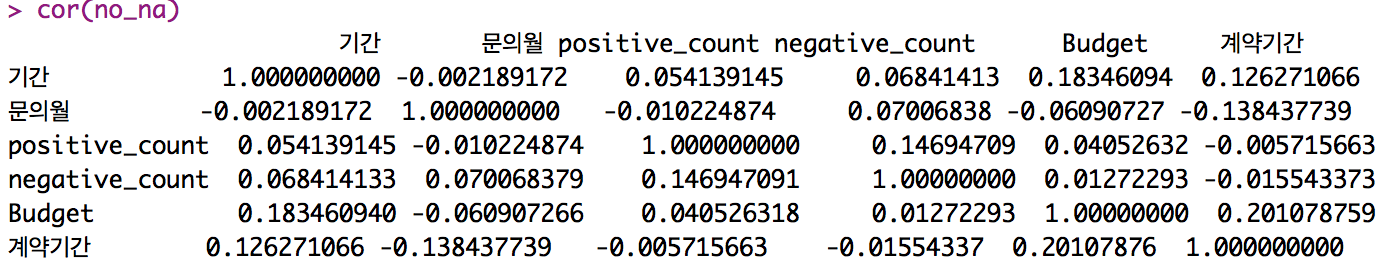 > cor(no_na)
기간 문의월 positive_count negative_count Budget 계약기간
기간 1.000000000 -0.002189172 0.054139145 0.06841413 0.18346094 0.126271066
문의월 -0.002189172 1.000000000 -0.010224874 0.07006838 -0.06090727 -0.138437739
positive_count 0.054139145 -0.010224874 1.000000000 0.14694709 0.04052632 -0.005715663
negative_count 0.068414133 0.070068379 0.146947091 1.00000000 0.01272293 -0.015543373
Budget 0.183460940 -0.060907266 0.040526318 0.01272293 1.00000000 0.201078759
계약기간 0.126271066 -0.138437739 -0.005715663 -0.01554337 0.20107876 1.000000000